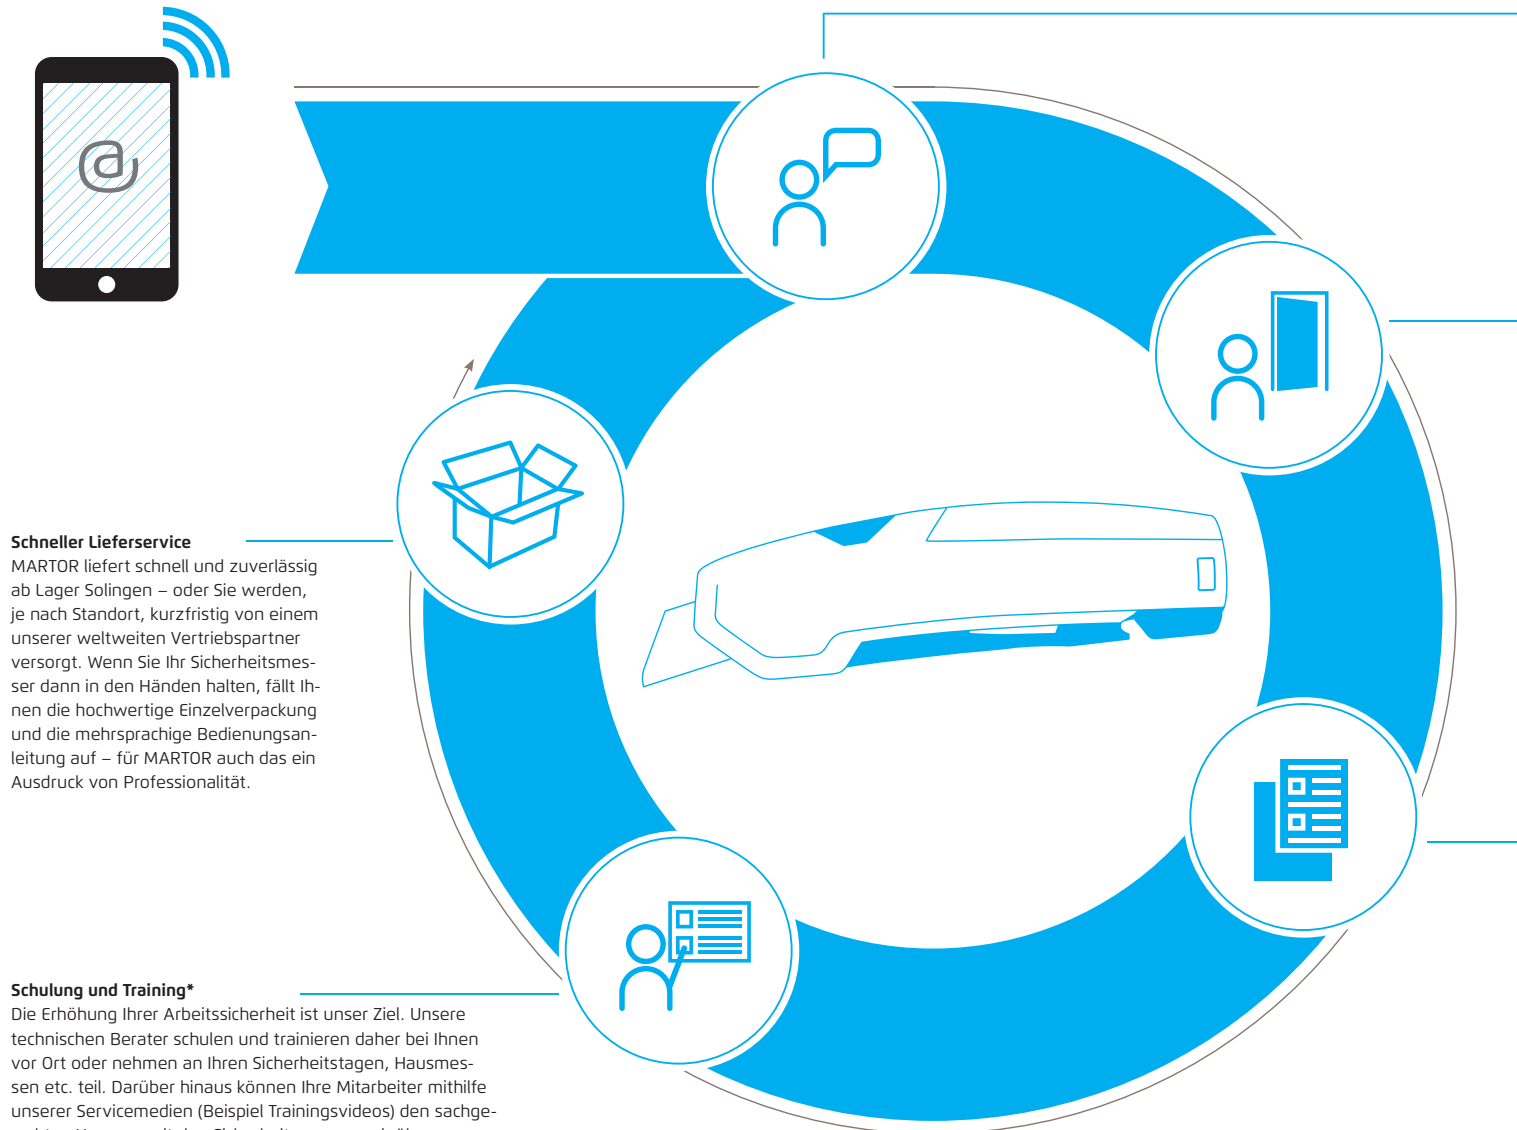 @
Schneller Lieferservice
MARTOR liefert schnell und zuverlässig
ab Lager Solingen – oder Sie werden,
je nach Standort, kurzfristig von einem
unserer weltweiten Vertriebspartner
versorgt. Wenn Sie Ihr Sicherheitsmes-
ser dann in den Händen halten, fällt Ih-
nen die hochwertige Einzelverpackung
und die mehrsprachige Bedienungsan-
leitung auf – für MARTOR auch das ein
Ausdruck von Professionalität.
Schulung und Training*
Die Erhöhung Ihrer Arbeitssicherheit ist unser Ziel. Unsere
technischen Berater schulen und trainieren daher bei Ihnen
vor Ort oder nehmen an Ihren Sicherheitstagen, Hausmes-
sen etc. teil. Darüber hinaus können Ihre Mitarbeiter mithilfe
unserer Servicemedien (Beispiel Trainingsvideos) den sachge-